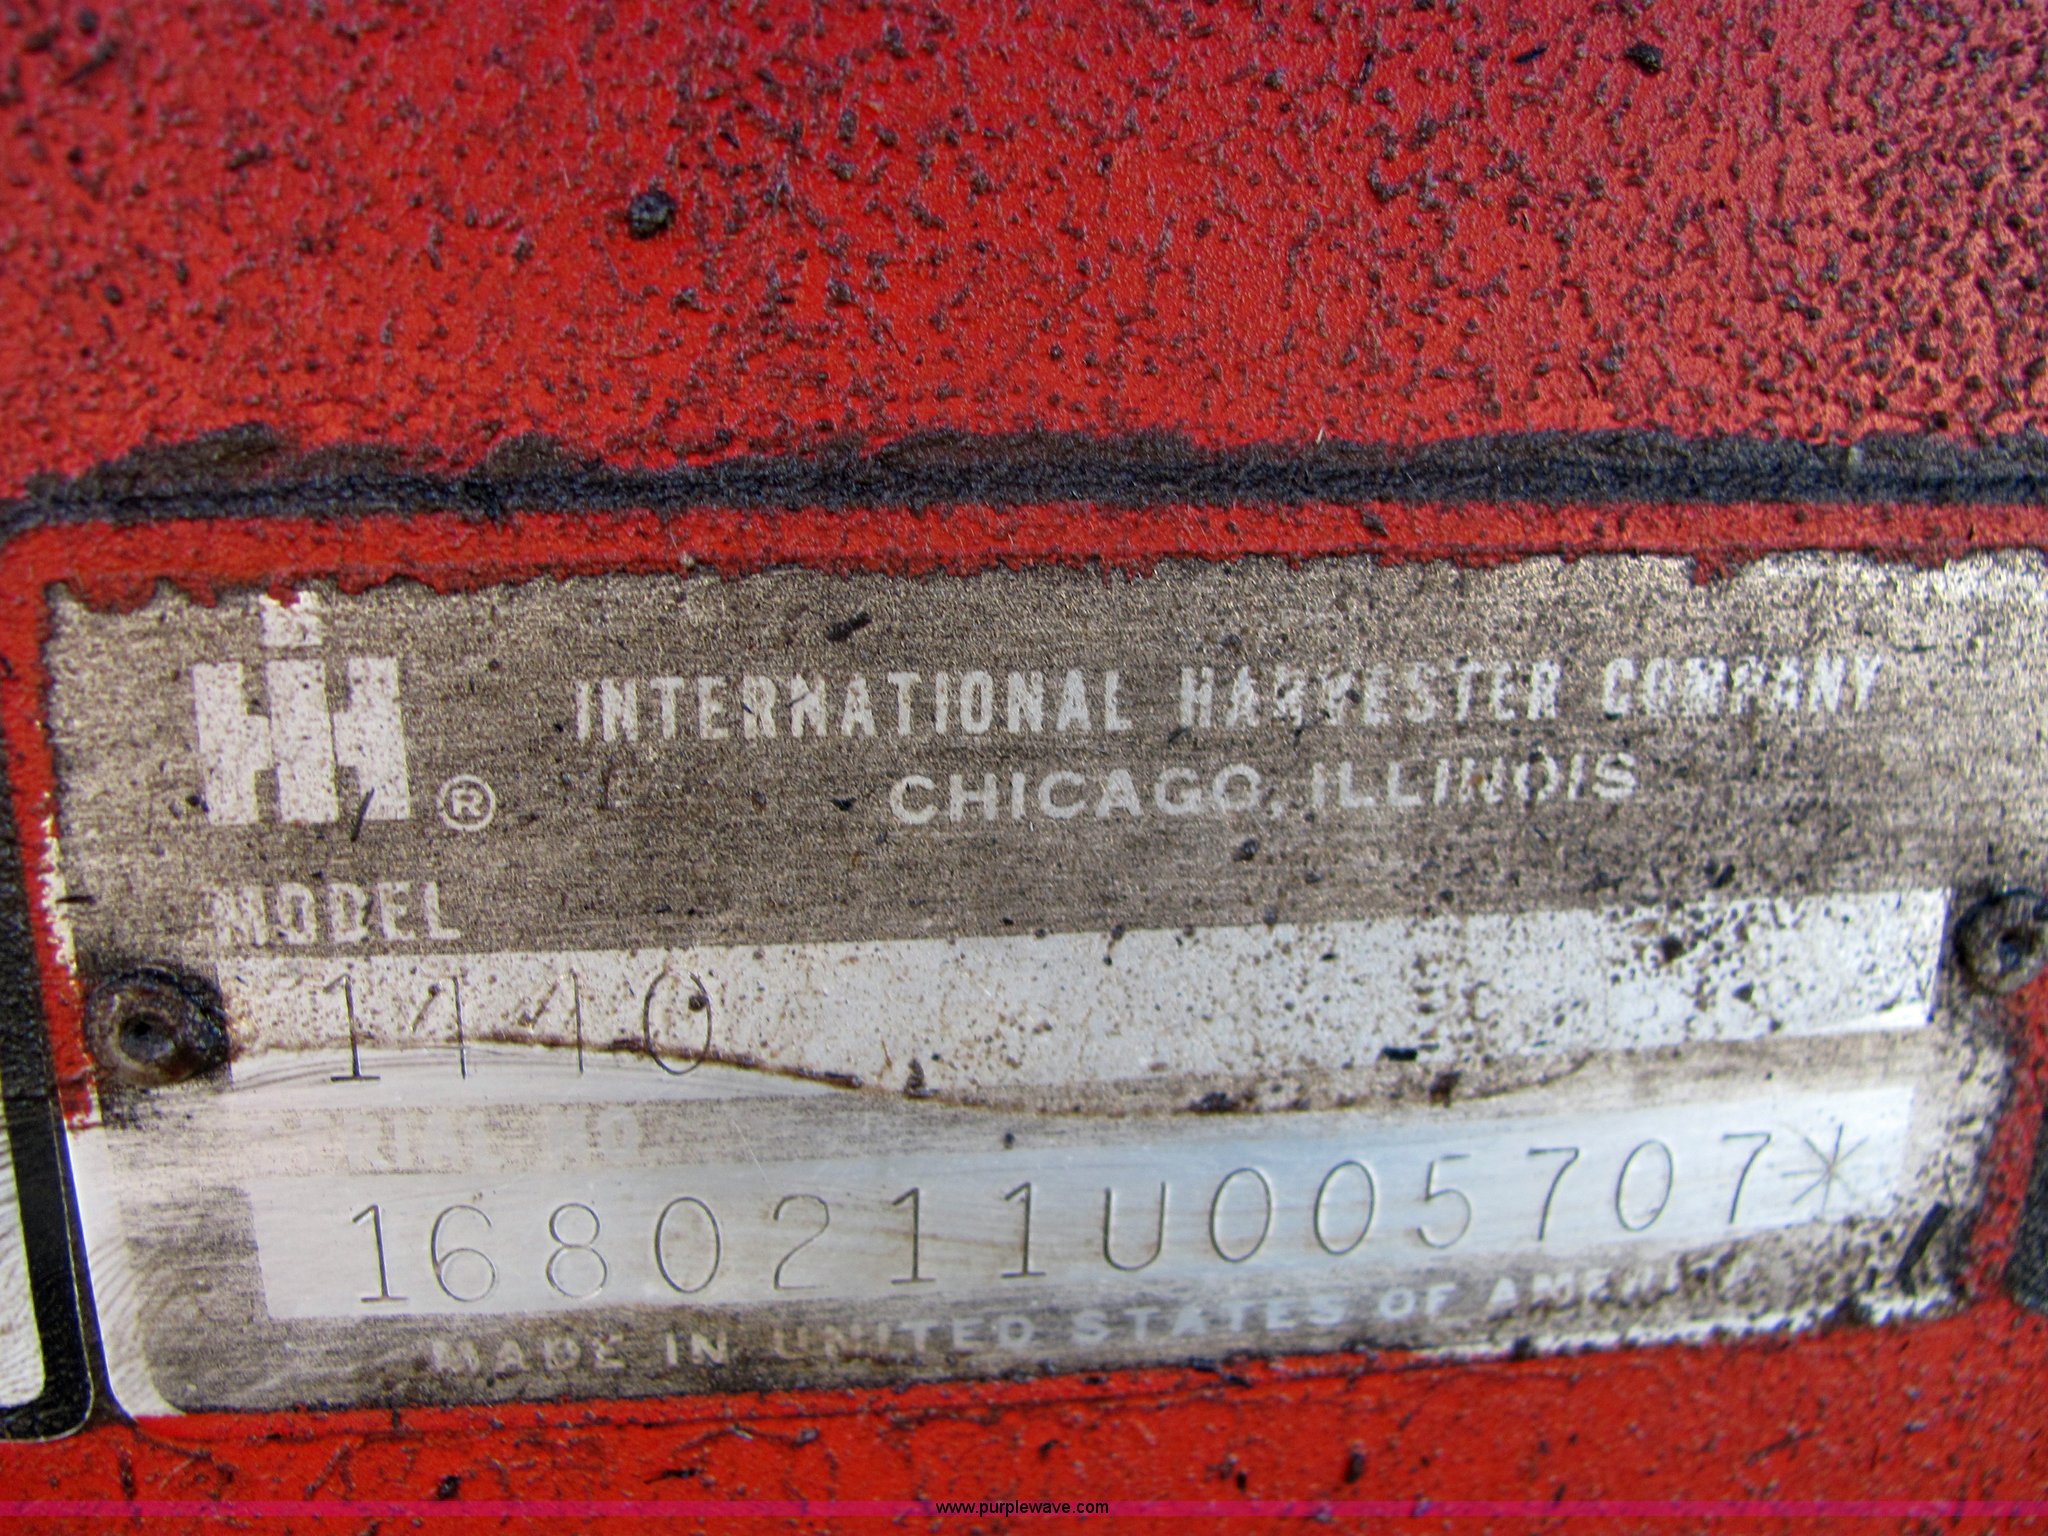 IH ®
INTERNATIONAL HARVESTER COMPANY
CHICAGO, ILLINOIS
MODEL
1440
1680211U005707*
MADE IN UNITED STATES OF AMERICA
www.purplewave.com